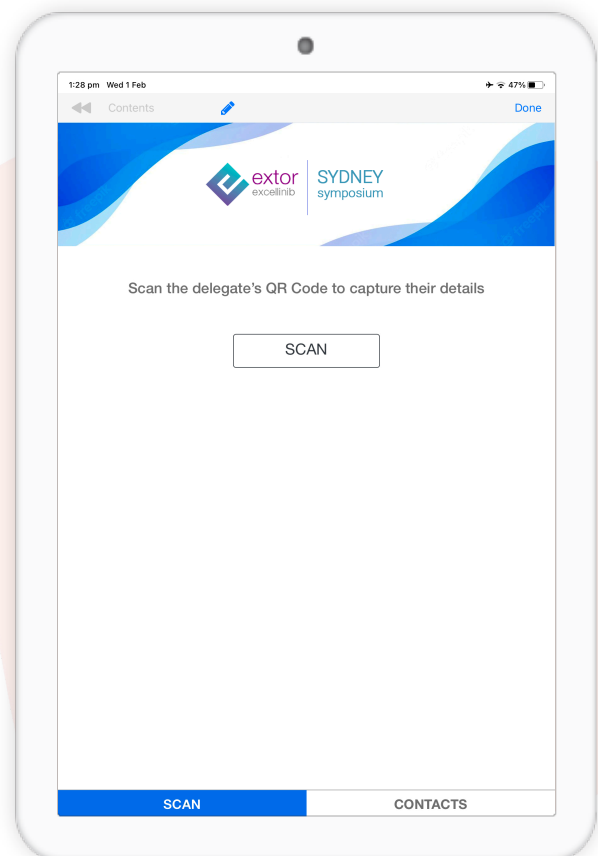 1:28 pm Wed 1 Feb 47%
Contents Done
extor
excellinib
SYDNEY
symposium
Scan the delegate's QR Code to capture their details
SCAN
SCAN CONTACTS